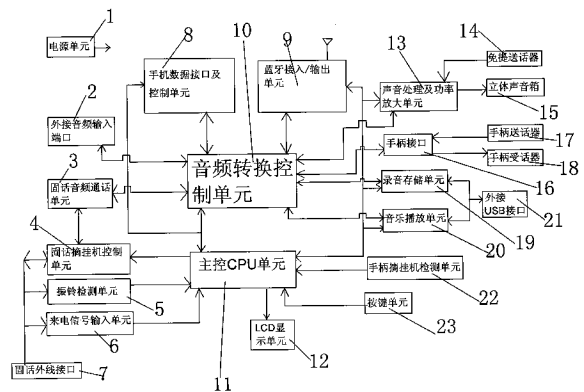 1
电源单元
8
手机数据接口及
控制单元
10
9
蓝牙接入/输出
单元
13
声音处理及功率
放大单元
14
免提送话器
立体声音箱
15
2
外接音频输入
端口
3
固话音频通话
单元
音频转换控
制单元
手柄接口
手柄送话器
17
手柄受话器
18
16
录音存储单元
外接
USB接口
19
21
音乐播放单元
20
4
固话摘挂机控制
单元
振铃检测单元
5
来电信号输入单元
6
固话外线接口
7
主控CPU单元
11
LCD显
示单元
12
手柄摘挂机检测单元
22
按键单元
23